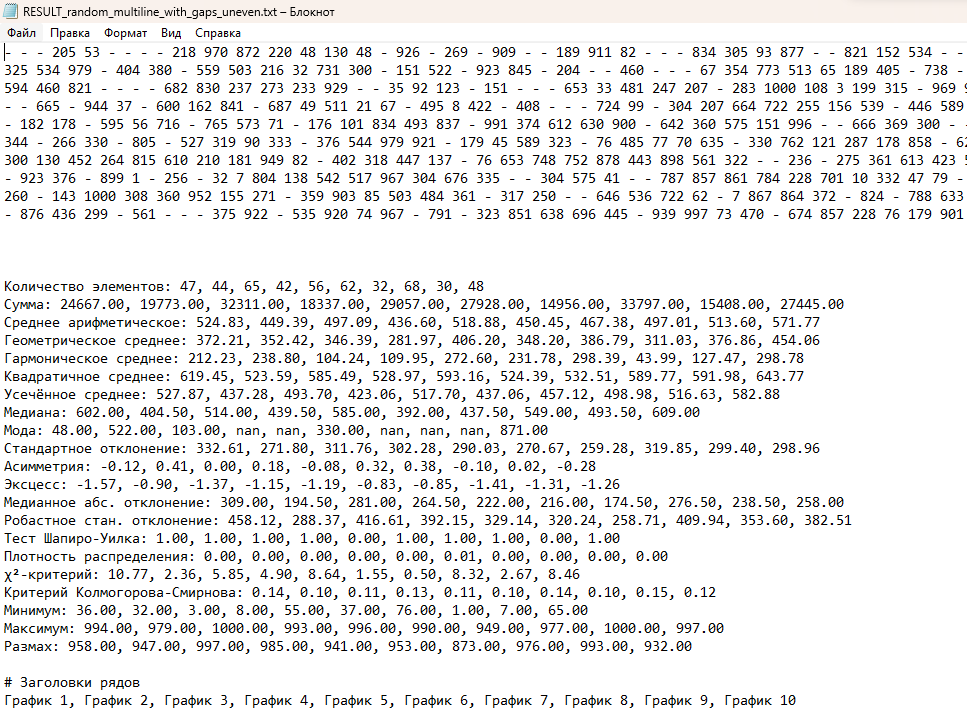 RESULT_random_multiline_with_gaps_uneven.txt – Блокнот
Файл Правка Формат Вид Справка
- - - 205 53 - - - - 218 970 872 220 48 130 48 - 926 - 269 - 909 - - 189 911 82 - - - 834 305 93 877 - - 821 152 534 - -
325 534 979 - 404 380 - 559 503 216 32 731 300 - 151 522 - 923 845 - 204 - - 460 - - - 67 354 773 513 65 189 405 - 738 -
594 460 821 - - - - 682 830 237 273 233 929 - - 35 92 123 - 151 - - - 653 33 481 247 207 - 283 1000 108 3 199 315 - 969
- - 665 - 944 37 - 600 162 841 - 687 49 511 21 67 - 495 8 422 - 408 - - - 724 99 - 304 207 664 722 255 156 539 - 446 589
- 182 178 - 595 56 716 - 765 573 71 - 176 101 834 493 837 - 991 374 612 630 900 - 642 360 575 151 996 - - 666 369 300 -
344 - 266 330 - 805 - 527 319 90 333 - 376 544 979 921 - 179 45 589 323 - 76 485 77 70 635 - 330 762 121 287 178 858 -
300 130 452 264 815 610 210 181 949 82 - 402 318 447 137 - 76 653 748 752 878 443 898 561 322 - - 236 - 275 361 613 423
- 923 376 - 899 1 - 256 - 32 7 804 138 542 517 967 304 676 335 - - 304 575 41 - - 787 857 861 784 228 701 10 332 47 79 -
260 - 143 1000 308 360 952 155 271 - 359 903 85 503 484 361 - 317 250 - - 646 536 722 62 - 7 867 864 372 - 824 - 788 633
- 876 436 299 - 561 - - - 375 922 - 535 920 74 967 - 791 - 323 851 638 696 445 - 939 997 73 470 - 674 857 228 76 179 901
Количество элементов: 47, 44, 65, 42, 56, 62, 32, 68, 30, 48
Сумма: 24667.00, 19773.00, 32311.00, 18337.00, 29057.00, 27928.00, 14956.00, 33797.00, 15408.00, 27445.00
Среднее арифметическое: 524.83, 449.39, 497.09, 436.60, 518.88, 450.45, 467.38, 497.01, 513.60, 571.77
Геометрическое среднее: 372.21, 352.42, 346.39, 281.97, 406.20, 348.20, 386.79, 311.03, 376.86, 454.06
Гармоническое среднее: 212.23, 238.80, 104.24, 109.95, 272.60, 231.78, 298.39, 43.99, 127.47, 298.78
Квадратичное среднее: 619.45, 523.59, 585.49, 528.97, 593.16, 524.39, 532.51, 589.77, 591.98, 643.77
Усечённое среднее: 527.87, 437.28, 493.70, 423.06, 517.70, 437.06, 457.12, 498.98, 516.63, 582.88
Медиана: 602.00, 404.50, 514.00, 439.50, 585.00, 392.00, 437.50, 549.00, 493.50, 609.00
Мода: 48.00, 522.00, 103.00, nan, nan, 330.00, nan, nan, nan, 871.00
Стандартное отклонение: 332.61, 271.80, 311.76, 302.28, 290.03, 270.67, 259.28, 319.85, 299.40, 298.96
Асимметрия: -0.12, 0.41, 0.00, 0.18, -0.08, 0.32, 0.38, -0.10, 0.02, -0.28
Эксцесс: -1.57, -0.90, -1.37, -1.15, -1.19, -0.83, -0.85, -1.41, -1.31, -1.26
Медианное абс. отклонение: 309.00, 194.50, 281.00, 264.50, 222.00, 216.00, 174.50, 276.50, 238.50, 258.00
Робастное стан. отклонение: 458.12, 288.37, 416.61, 392.15, 329.14, 320.24, 258.71, 409.94, 353.60, 382.51
Тест Шапиро-Уилка: 1.00, 1.00, 1.00, 1.00, 0.00, 1.00, 1.00, 1.00, 0.00, 1.00
Плотность распределения: 0.00, 0.00, 0.00, 0.00, 0.00, 0.01, 0.00, 0.00, 0.00, 0.00
χ²-критерий: 10.77, 2.36, 5.85, 4.90, 8.64, 1.55, 0.50, 8.32, 2.67, 8.46
Критерий Колмогорова-Смирнова: 0.14, 0.10, 0.11, 0.13, 0.11, 0.10, 0.14, 0.10, 0.15, 0.12
Минимум: 36.00, 32.00, 3.00, 8.00, 55.00, 37.00, 76.00, 1.00, 7.00, 65.00
Максимум: 994.00, 979.00, 1000.00, 993.00, 996.00, 990.00, 949.00, 977.00, 1000.00, 997.00
Размах: 958.00, 947.00, 997.00, 985.00, 941.00, 953.00, 873.00, 976.00, 993.00, 932.00
# Заголовки рядов
График 1, График 2, График 3, График 4, График 5, График 6, График 7, График 8, График 9, График 10